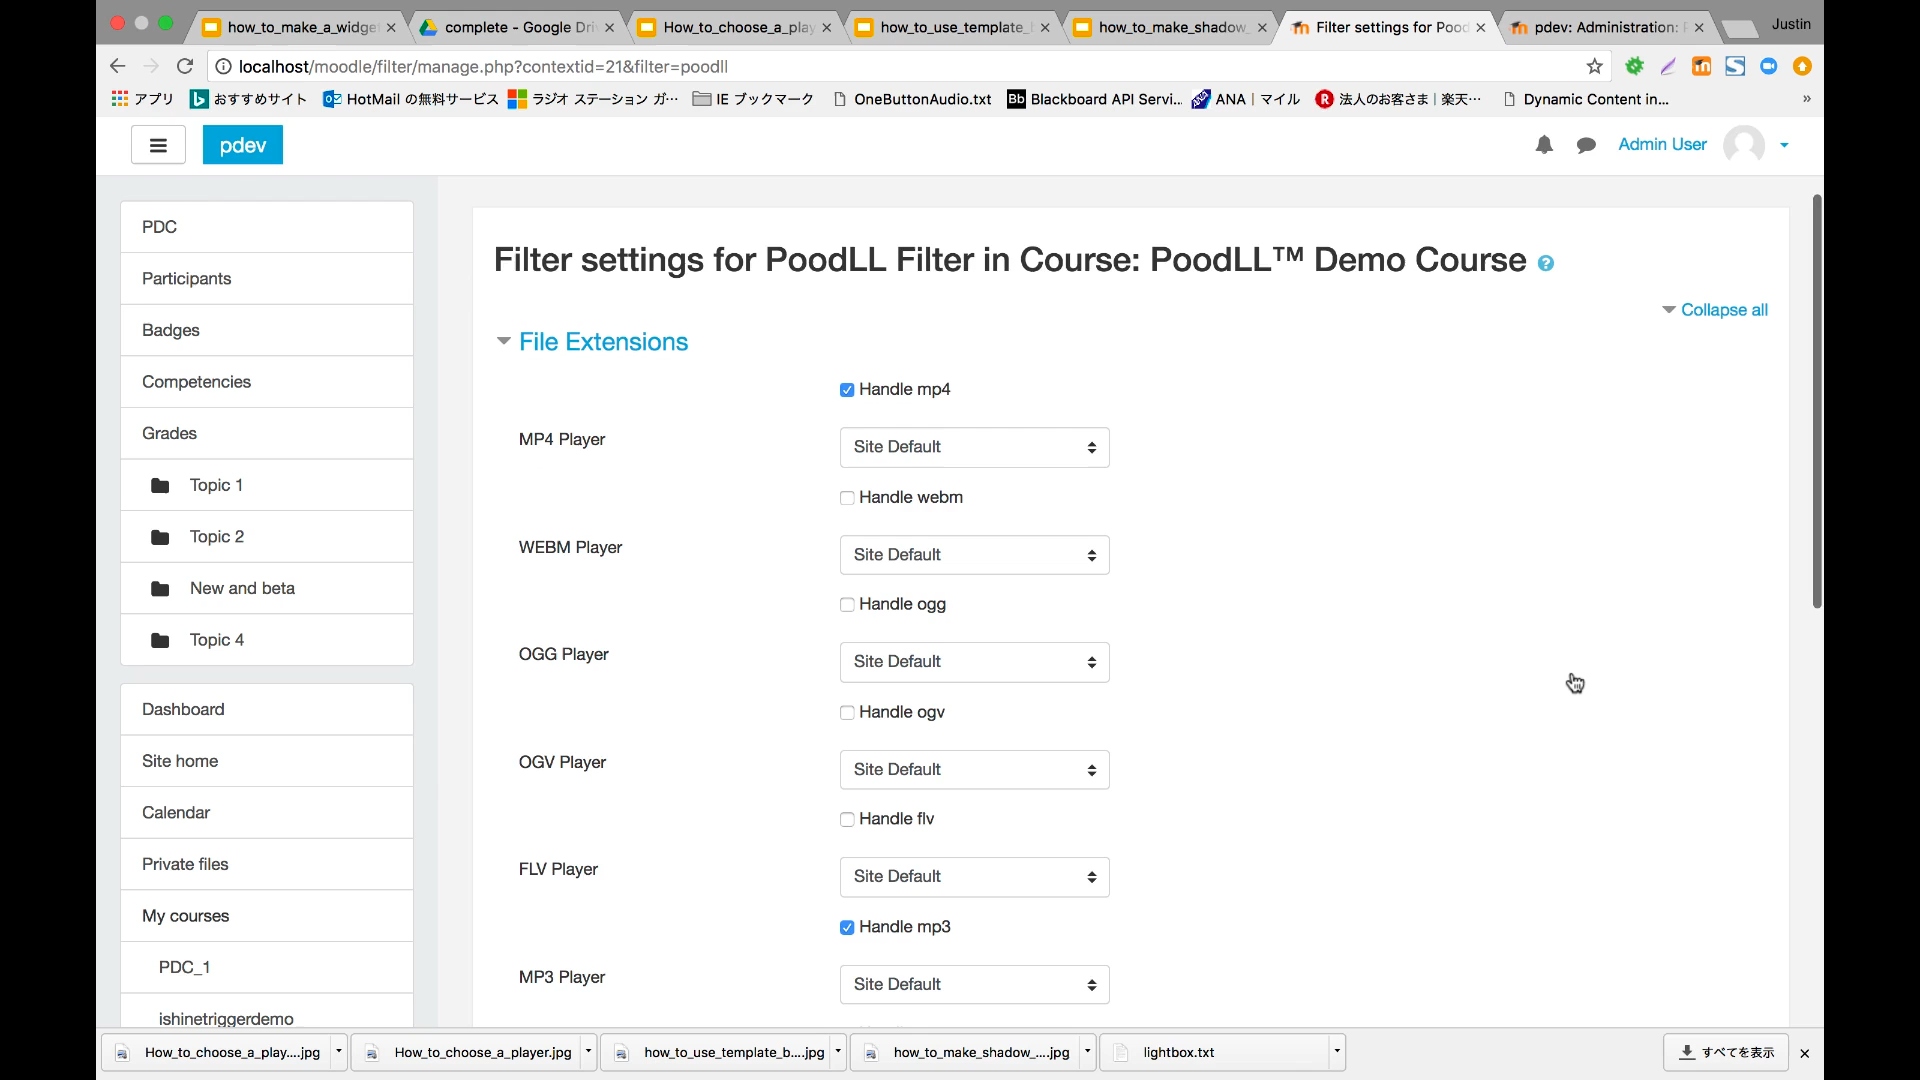 how_to_make_a_widge
complete - Google Dri
How_to_choose_a_play
how_to_use_template_
how_to_make_shadow_
Filter settings for Pood
pdev: Administration:
Justin
localhost/moodle/filter/manage.php?contextid=21&filter=poodll
アプリ
おすすめサイト
HotMail の無料サービス
ラジオ ステーション ガ…
IE ブックマーク
OneButtonAudio.txt
Bb Blackboard API Servi…
ANA | マイル
R 法人のお客さま | 楽天…
Dynamic Content in…
»
pdev
Admin User
PDC
Participants
Badges
Competencies
Grades
Topic 1
Topic 2
New and beta
Topic 4
Dashboard
Site home
Calendar
Private files
My courses
PDC_1
ishinetriggerdemo
Filter settings for PoodLL Filter in Course: PoodLL™ Demo Course
Collapse all
File Extensions
Handle mp4
MP4 Player
Site Default
Handle webm
WEBM Player
Site Default
Handle ogg
OGG Player
Site Default
Handle ogv
OGV Player
Site Default
Handle flv
FLV Player
Site Default
Handle mp3
MP3 Player
Site Default
How_to_choose_a_play....jpg
How_to_choose_a_player.jpg
how_to_use_template_b....jpg
how_to_make_shadow_....jpg
lightbox.txt
すべてを表示